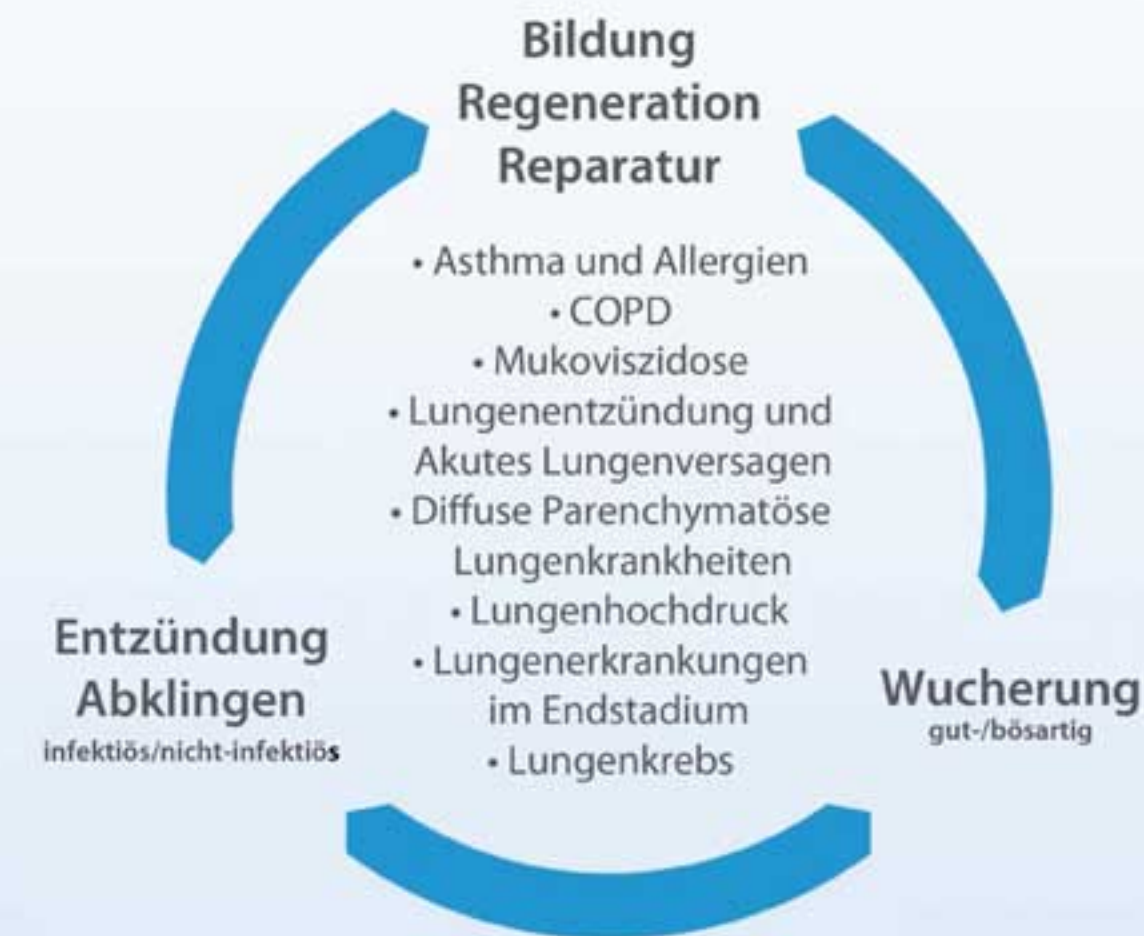 Bildung
Regeneration
Reparatur
• Asthma und Allergien
• COPD
• Mukoviszidose
• Lungenentzündung und
Akutes Lungenversagen
• Diffuse Parenchymatöse
Lungenkrankheiten
• Lungenhochdruck
• Lungenerkrankungen
im Endstadium
• Lungenkrebs
Entzündung
Abklingen
infektiös/nicht-infektiös
Wucherung
gut-/bösartig